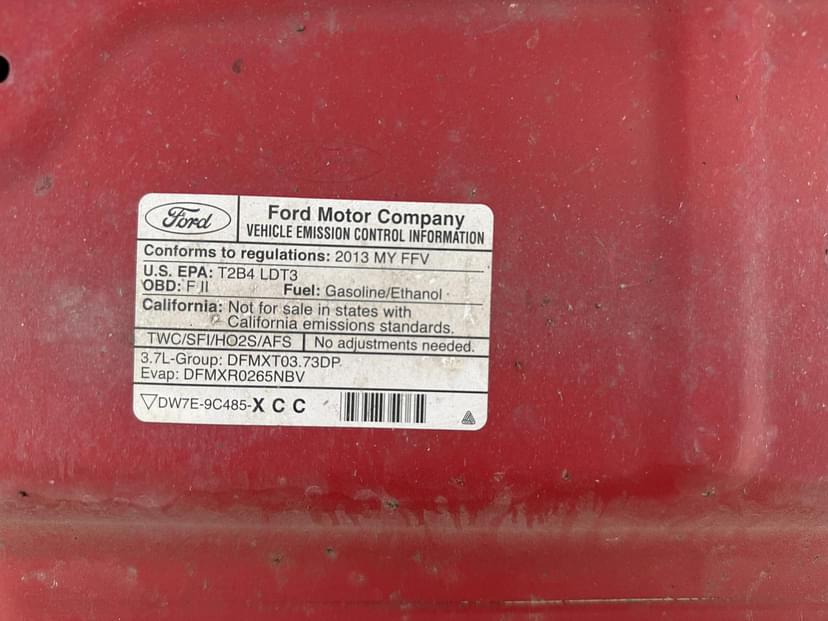 Ford
Ford Motor Company
VEHICLE EMISSION CONTROL INFORMATION
Conforms to regulations: 2013 MY FFV
U.S. EPA: T2B4 LDT3
OBD: F II Fuel: Gasoline/Ethanol
California: Not for sale in states with
California emissions standards.
TWC/SFI/HO2S/AFS No adjustments needed.
3.7L-Group: DFMXT03.73DP
Evap: DFMXR0265NBV
▽DW7E-9C485-X C C